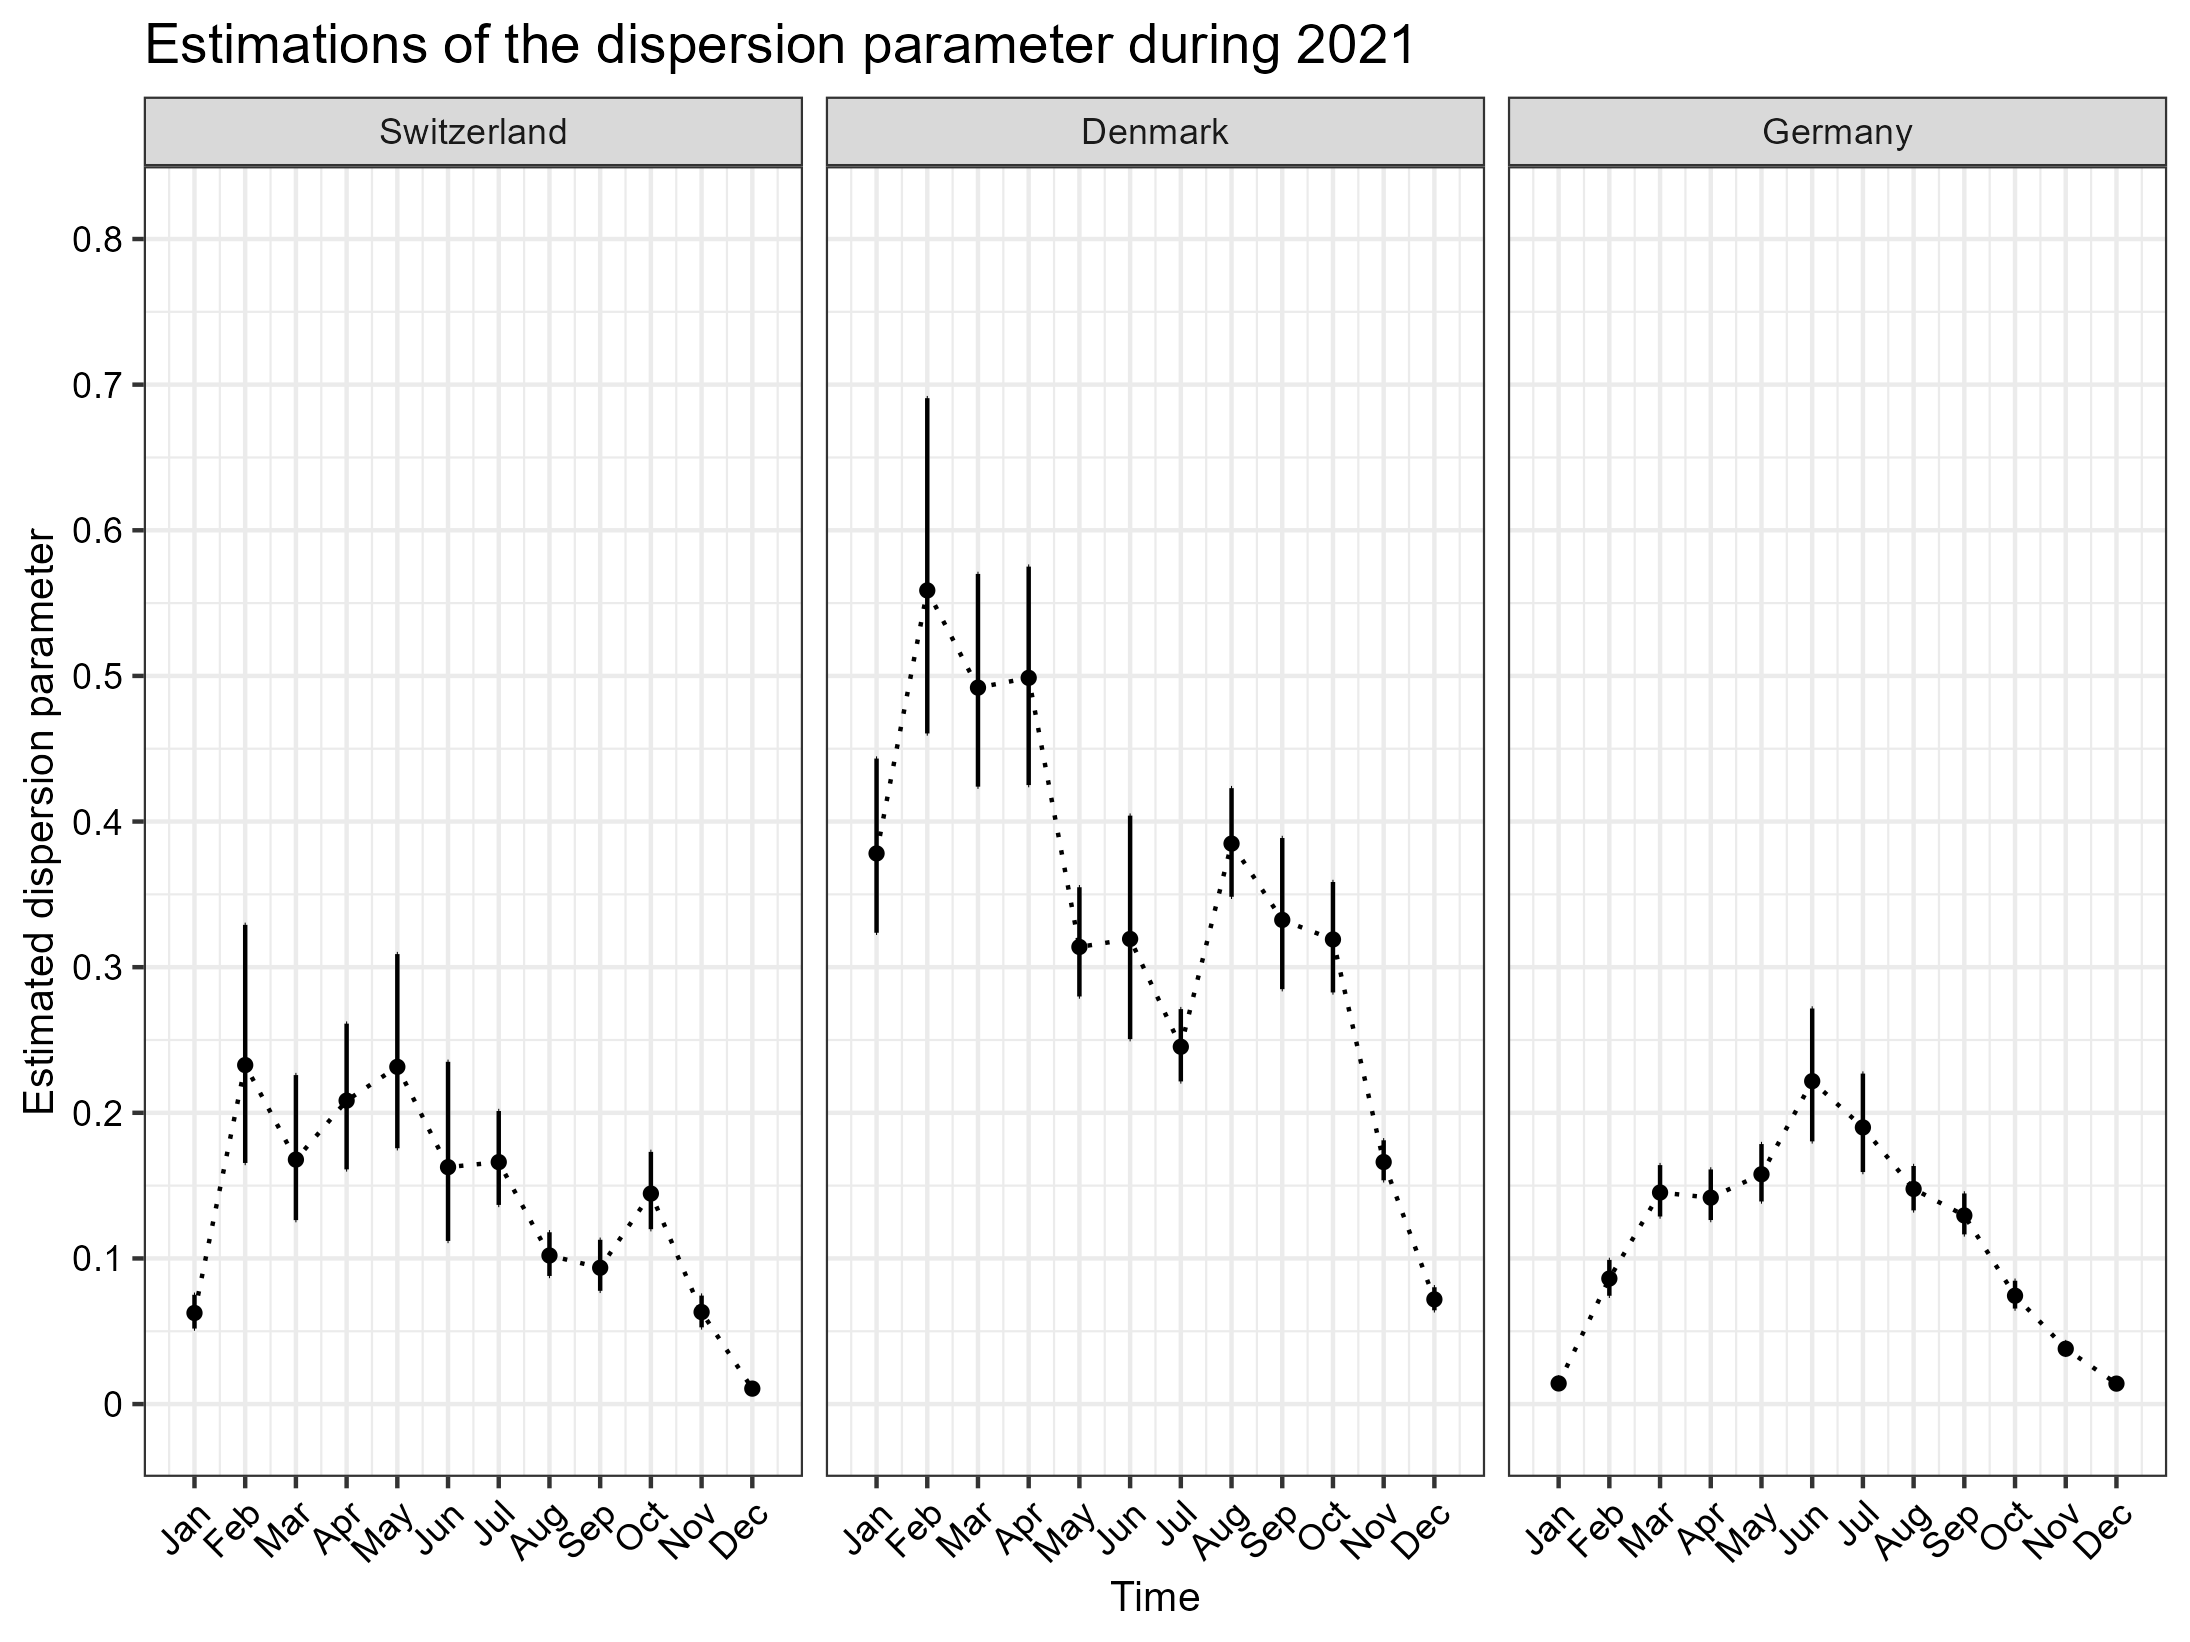 Estimations of the dispersion parameter during 2021
Switzerland Denmark Germany
Estimated dispersion parameter
0.8
0.7
0.6
0.5
0.4
0.3
0.2
0.1
0
Jan Feb Mar Apr May Jun Jul Aug Sep Oct Nov Dec Jan Feb Mar Apr May Jun Jul Aug Sep Oct Nov Dec Jan Feb Mar Apr May Jun Jul Aug Sep Oct Nov Dec
Time